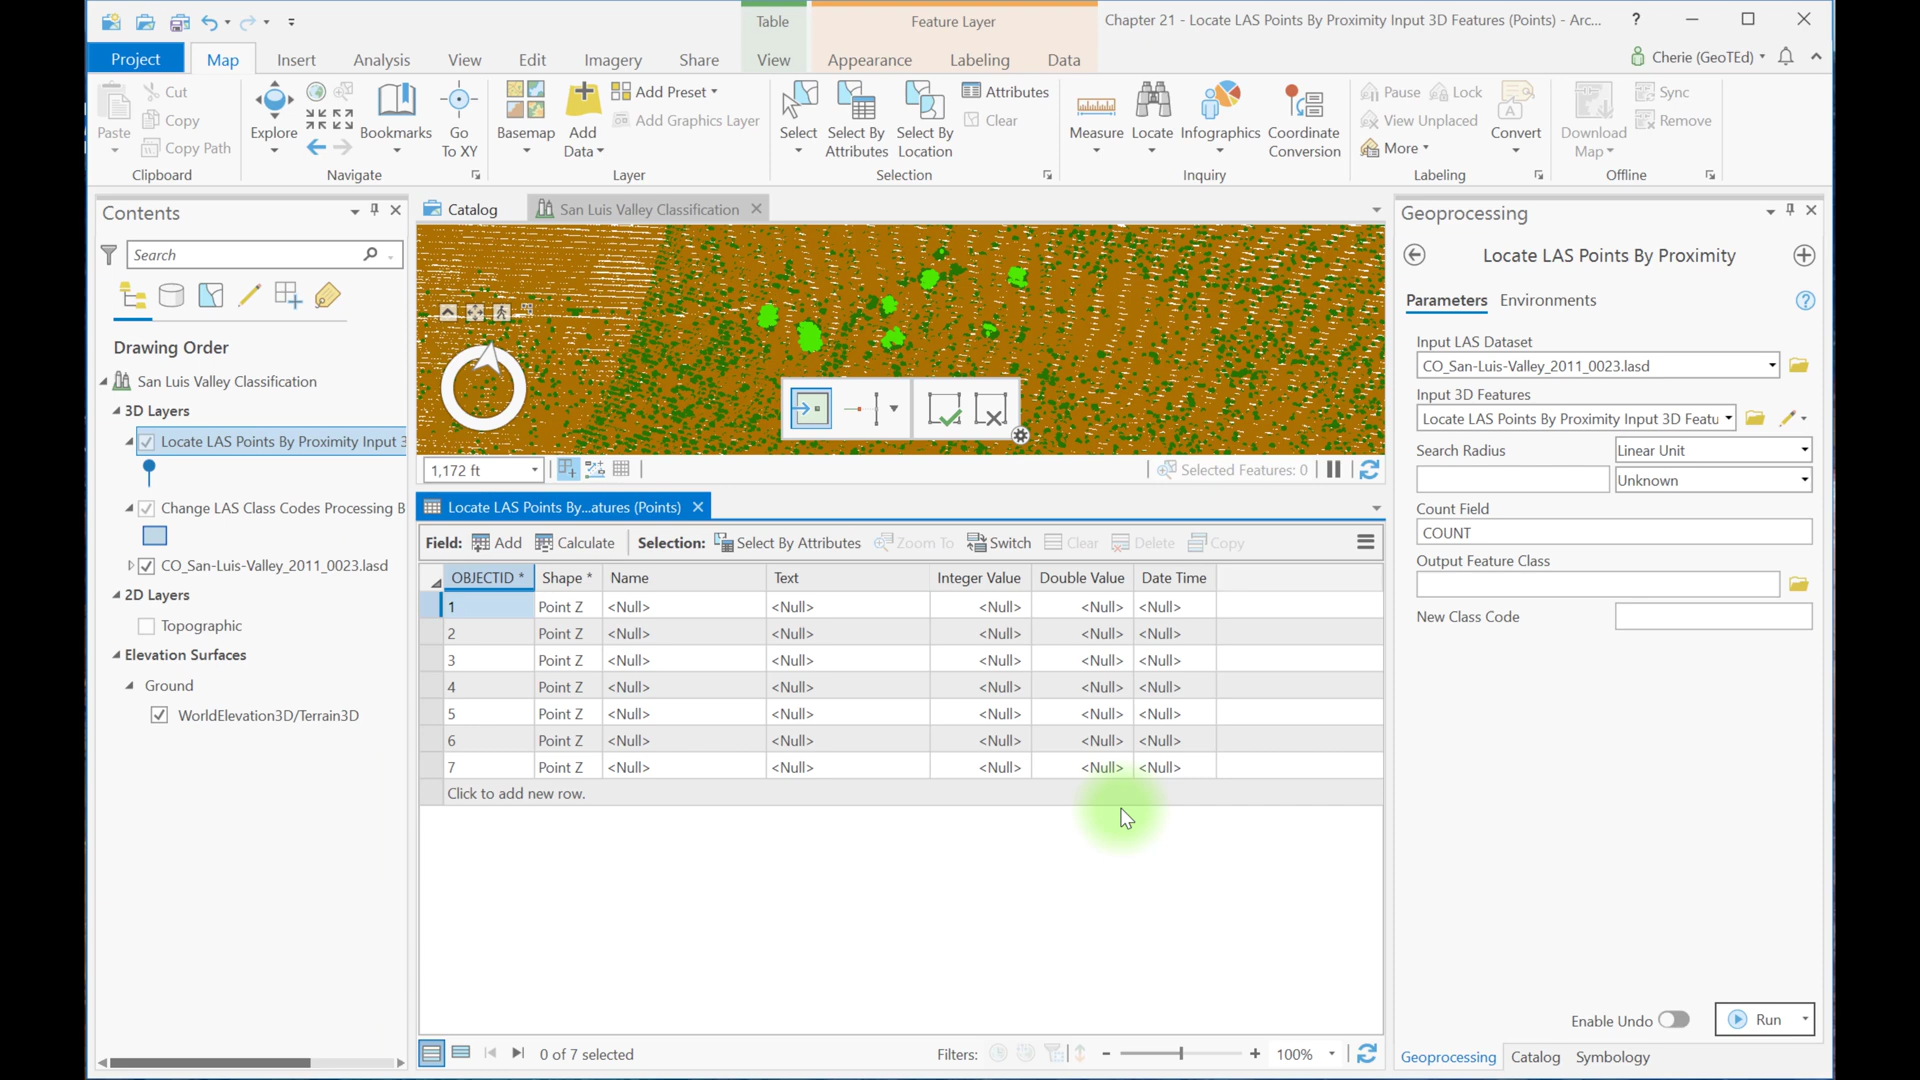 Table
Feature Layer
Chapter 21 - Locate LAS Points By Proximity Input 3D Features (Points) - Arc...
?
Project
Map
Insert
Analysis
View
Edit
Imagery
Share
View
Appearance
Labeling
Data
Cherie (GeoTEd)
Paste
Cut
Copy
Copy Path
Clipboard
Explore
Bookmarks
Go To XY
Navigate
Basemap
Add Data
Add Preset
Add Graphics Layer
Layer
Select
Select By Attributes
Select By Location
Attributes
Clear
Selection
Measure
Locate
Infographics
Coordinate Conversion
Inquiry
Pause
Lock
View Unplaced
More
Convert
Labeling
Download Map
Sync
Remove
Offline
Contents
Search
Drawing Order
San Luis Valley Classification
3D Layers
Locate LAS Points By Proximity Input 3
Change LAS Class Codes Processing B
CO_San-Luis-Valley_2011_0023.lasd
2D Layers
Topographic
Elevation Surfaces
Ground
WorldElevation3D/Terrain3D
Catalog
San Luis Valley Classification
1,172 ft
Selected Features: 0
Locate LAS Points By...atures (Points)
Field: Add Calculate Selection: Select By Attributes Zoom To Switch Clear Delete Copy
OBJECTID * Shape * Name Text Integer Value Double Value Date Time
1 Point Z <Null> <Null> <Null> <Null> <Null>
2 Point Z <Null> <Null> <Null> <Null> <Null>
3 Point Z <Null> <Null> <Null> <Null> <Null>
4 Point Z <Null> <Null> <Null> <Null> <Null>
5 Point Z <Null> <Null> <Null> <Null> <Null>
6 Point Z <Null> <Null> <Null> <Null> <Null>
7 Point Z <Null> <Null> <Null> <Null> <Null>
Click to add new row.
0 of 7 selected
Filters:
100%
Geoprocessing
Locate LAS Points By Proximity
Parameters Environments
Input LAS Dataset
CO_San-Luis-Valley_2011_0023.lasd
Input 3D Features
Locate LAS Points By Proximity Input 3D Featu
Search Radius
Linear Unit
Unknown
Count Field
COUNT
Output Feature Class
New Class Code
Enable Undo
Run
Geoprocessing Catalog Symbology